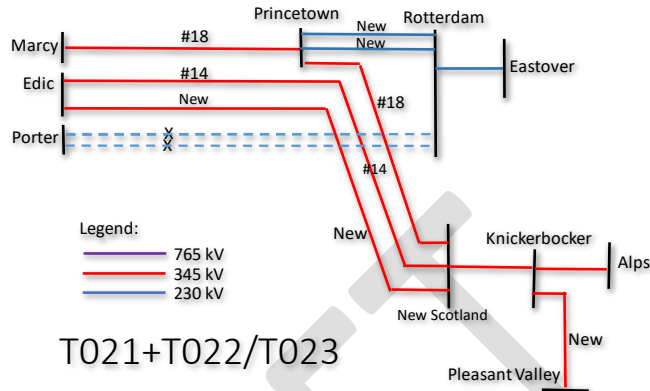 Princetown
Rotterdam
New
#18
Marcy
New
Eastover
#14
Edic
New
#18
Porter
X
X
#14
Legend:
New
Knickerbocker
765 kV
Alps
345 kV
230 kV
New Scotland
New
T021+T022/T023
Pleasant Valley